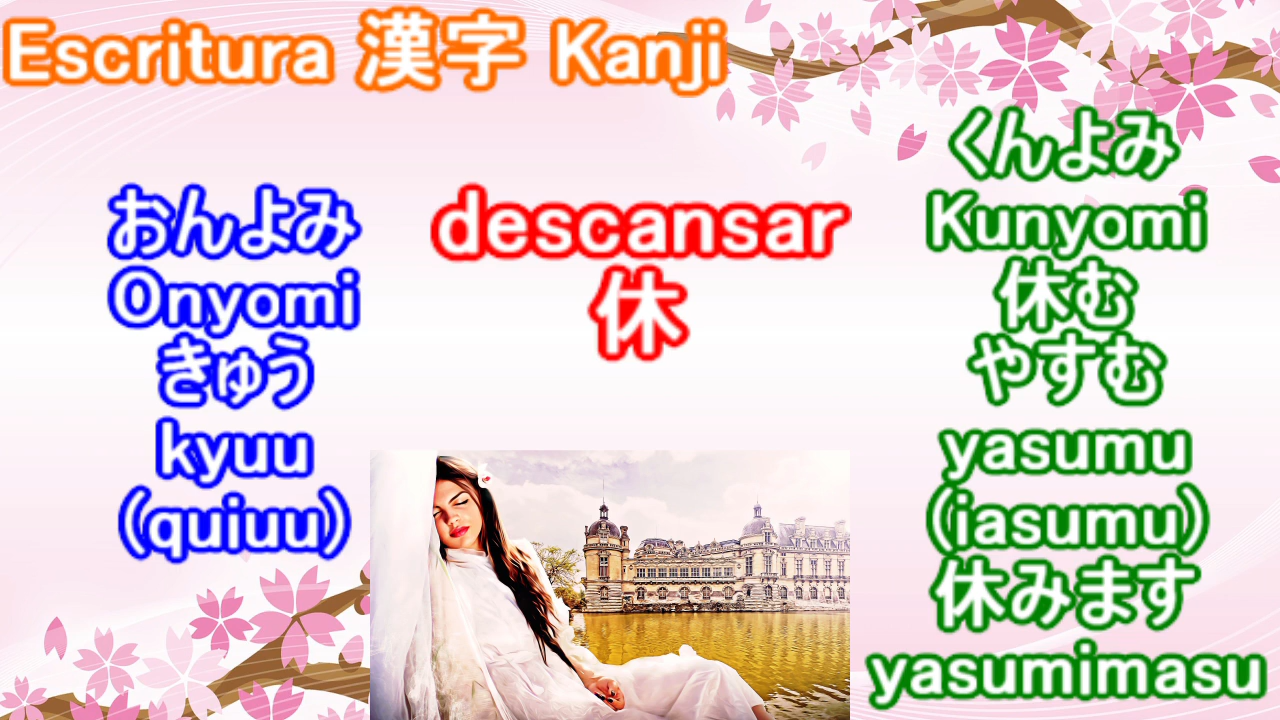 Escritura 漢字 Kanji
おんよみ
Onyomi
きゅう
kyuu
(quiuu)
descansar
休
くんよみ
Kunyomi
休む
やすむ
yasumu
(iasumu)
休みます
yasumimasu